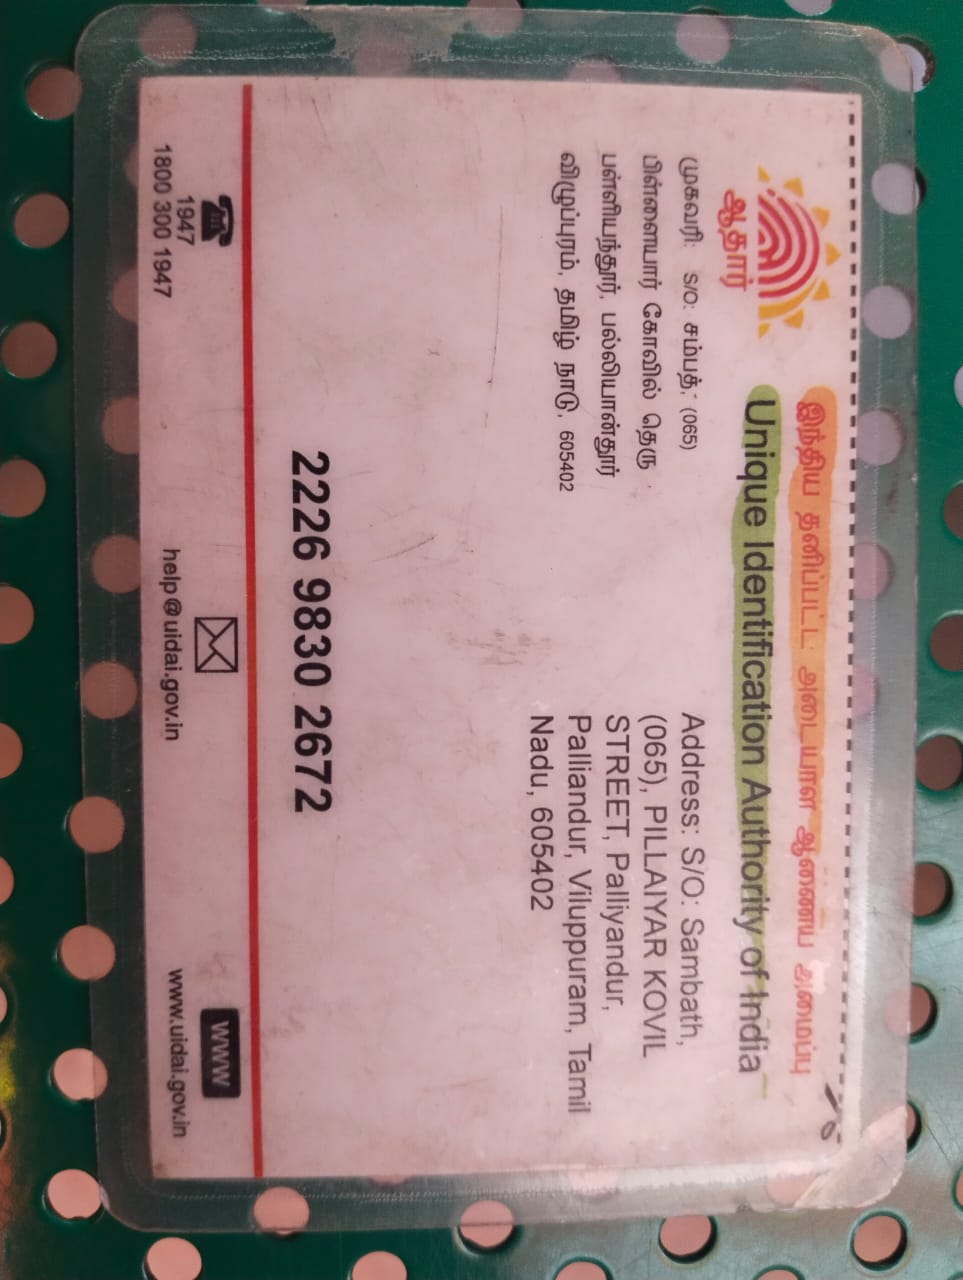 இந்திய தனிப்பட்ட அடையாள ஆணைய அமைப்பு
Unique Identification Authority of India
ஆதார்
முகவரி: S/O: சம்பத், (065)
பிள்ளையார் கோவில் தெரு
பள்ளியந்தூர், பல்லியான்தூர்
விழுப்புரம், தமிழ் நாடு, 605402
Address: S/O: Sambath,
(065), PILLAIYAR KOVIL
STREET, Palliyandur,
Palliandur, Viluppuram, Tamil
Nadu, 605402
2226 9830 2672
1947
1800 300 1947
help@uidai.gov.in
WWW
www.uidai.gov.in